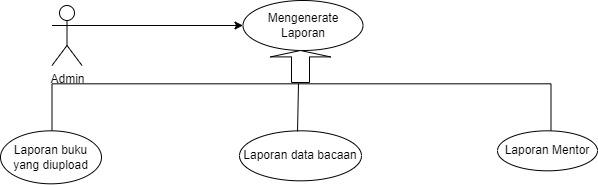 Mengenerate
Laporan
Admin
Laporan buku
yang diupload
Laporan data bacaan
Laporan Mentor